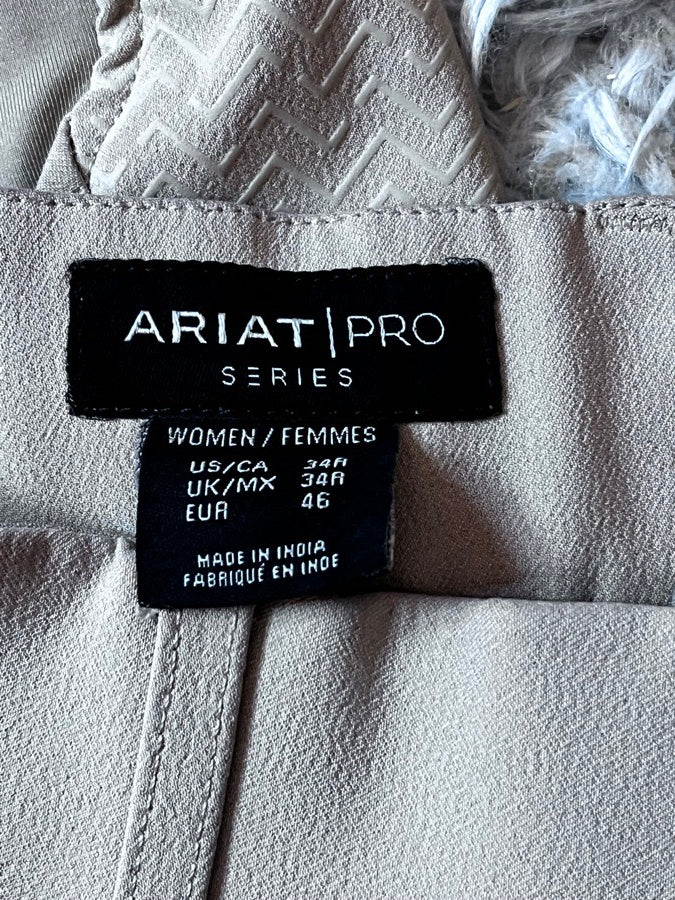 ARIAT|PRO
SERIES
WOMEN / FEMMES
US/CA 34R
UK/MX 34R
EUR 46
MADE IN INDIA
FABRIQUÉ EN INDE